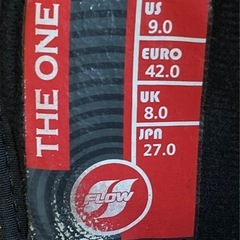 THE ONE
US
9.0
EURO
42.0
UK
8.0
JPN
27.0
FLOW